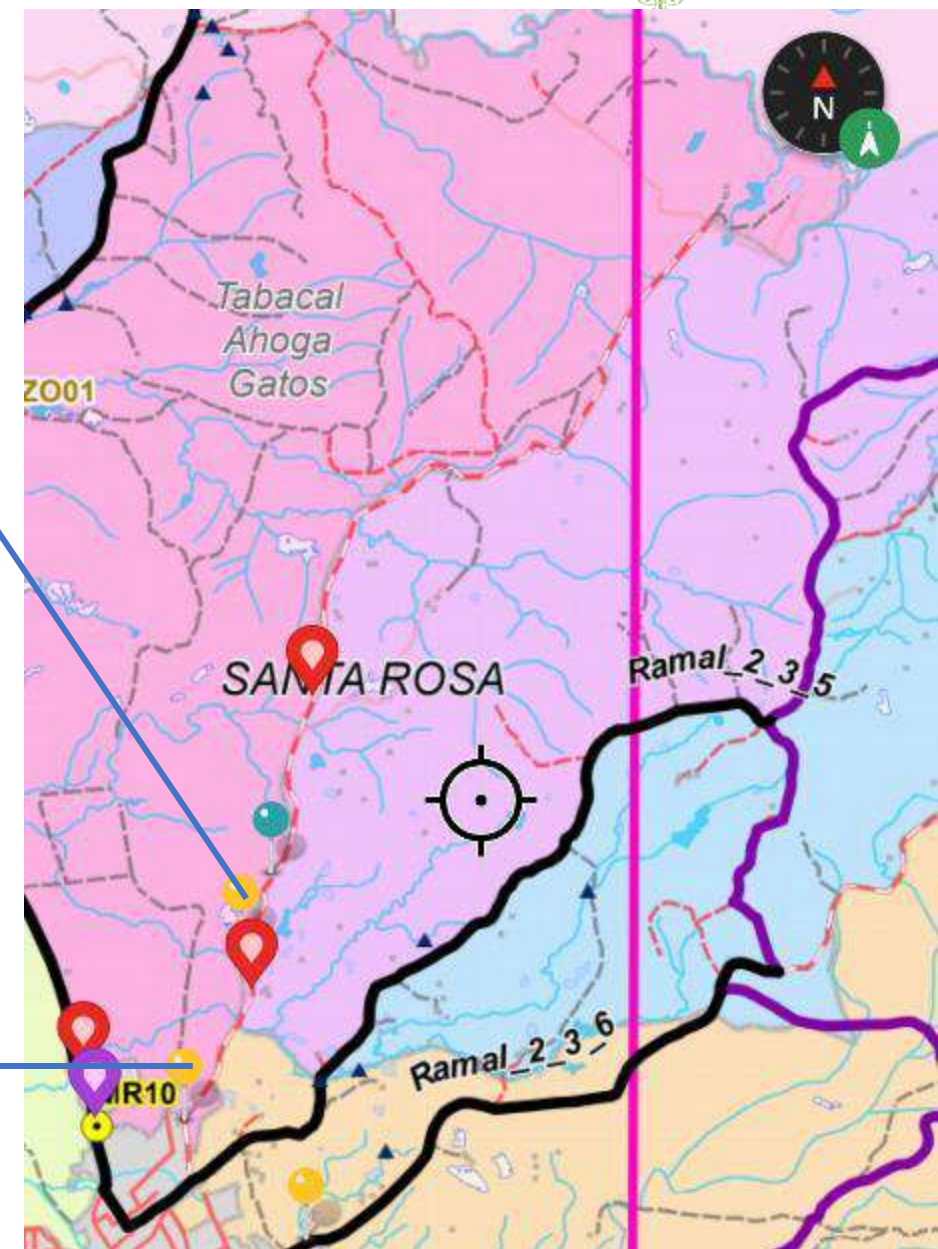 N
Tabacal
Ahoga
Gatos
ZO01
SANTA ROSA
Ramal_2_3_5
Ramal_2_3_6
MR10